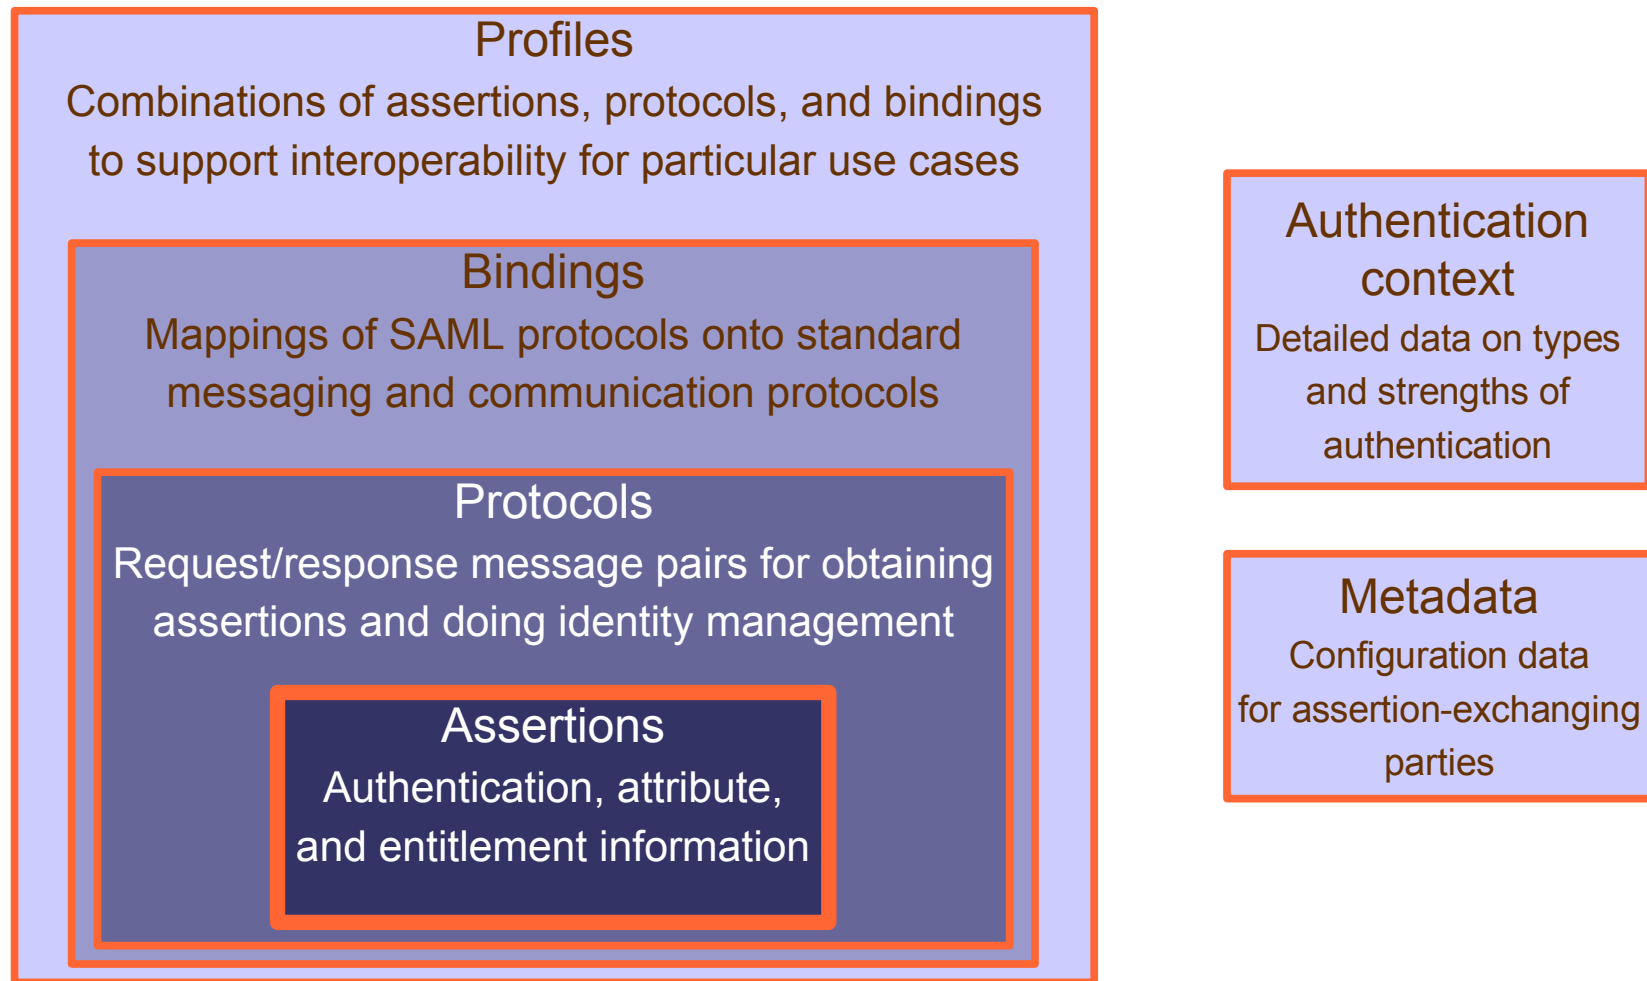 Profiles
Combinations of assertions, protocols, and bindings
to support interoperability for particular use cases
Bindings
Mappings of SAML protocols onto standard
messaging and communication protocols
Protocols
Request/response message pairs for obtaining
assertions and doing identity management
Assertions
Authentication, attribute,
and entitlement information
Authentication
context
Detailed data on types
and strengths of
authentication
Metadata
Configuration data
for assertion-exchanging
parties